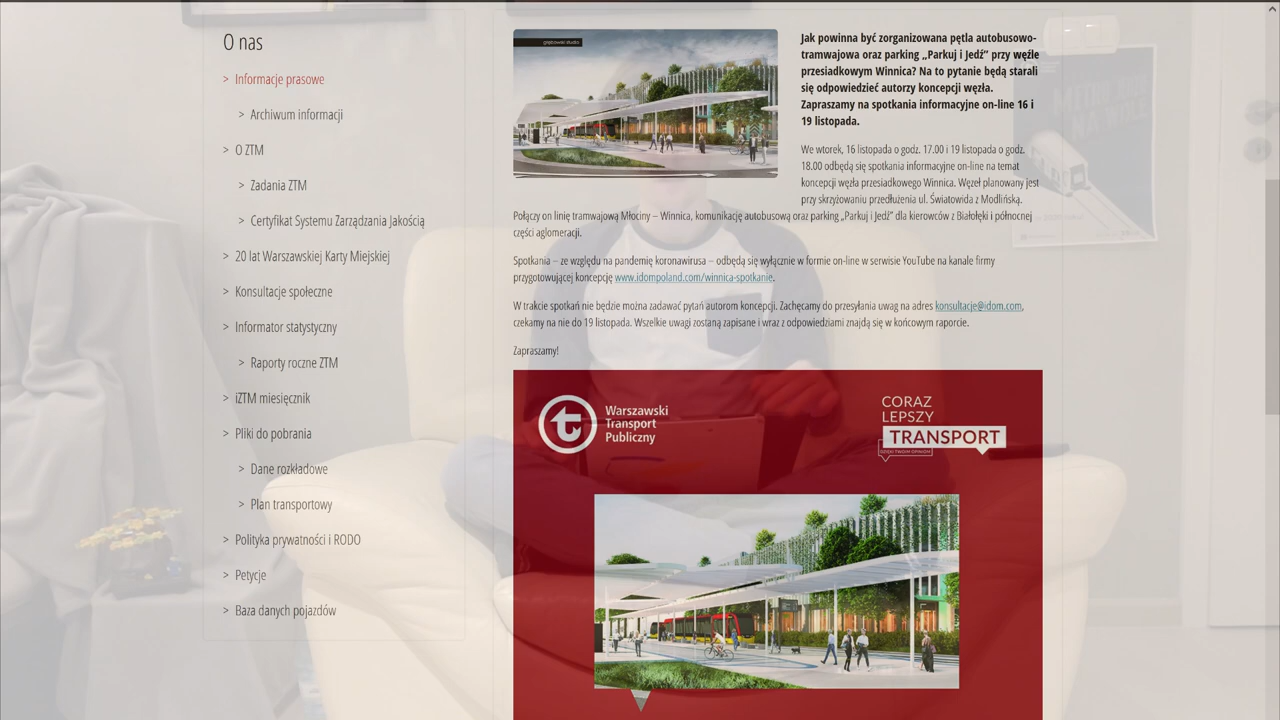 O nas
> Informacje prasowe
> Archiwum informacji
> O ZTM
> Zadania ZTM
> Certyfikat Systemu Zarządzania Jakością
> 20 lat Warszawskiej Karty Miejskiej
> Konsultacje społeczne
> Informator statystyczny
> Raporty roczne ZTM
> iZTM miesięcznik
> Pliki do pobrania
> Dane rozkładowe
> Plan transportowy
> Polityka prywatności i RODO
> Petycje
> Baza danych pojazdów
grębowski studio
Jak powinna być zorganizowana pętla autobusowo-
tramwajowa oraz parking „Parkuj i Jedź” przy węźle
przesiadkowym Winnica? Na to pytanie będą starali
się odpowiedzieć autorzy koncepcji węzła.
Zapraszamy na spotkania informacyjne on-line 16 i
19 listopada.
We wtorek, 16 listopada o godz. 17.00 i 19 listopada o godz.
18.00 odbędą się spotkania informacyjne on-line na temat
koncepcji węzła przesiadkowego Winnica. Węzeł planowany jest
przy skrzyżowaniu przedłużenia ul. Światowida z Modlińską.
Połączy on linię tramwajową Młociny – Winnica, komunikację autobusową oraz parking „Parkuj i Jedź” dla kierowców z Białołęki i północnej
części aglomeracji.
Spotkania – ze względu na pandemię koronawirusa – odbędą się wyłącznie w formie on-line w serwisie YouTube na kanale firmy
przygotowującej koncepcję www.idompoland.com/winnica-spotkanie.
W trakcie spotkań nie będzie można zadawać pytań autorom koncepcji. Zachęcamy do przesyłania uwag na adres konsultacje@idom.com,
czekamy na nie do 19 listopada. Wszelkie uwagi zostaną zapisane i wraz z odpowiedziami znajdą się w końcowym raporcie.
Zapraszamy!
Warszawski
Transport
Publiczny
CORAZ
LEPSZY
TRANSPORT
DZIĘKI TWOIM OPINIOM